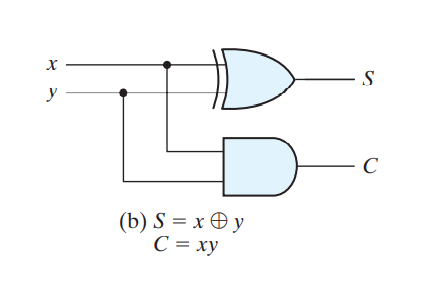 x
y
S
C
(b) S = x ⊕ y
C = xy